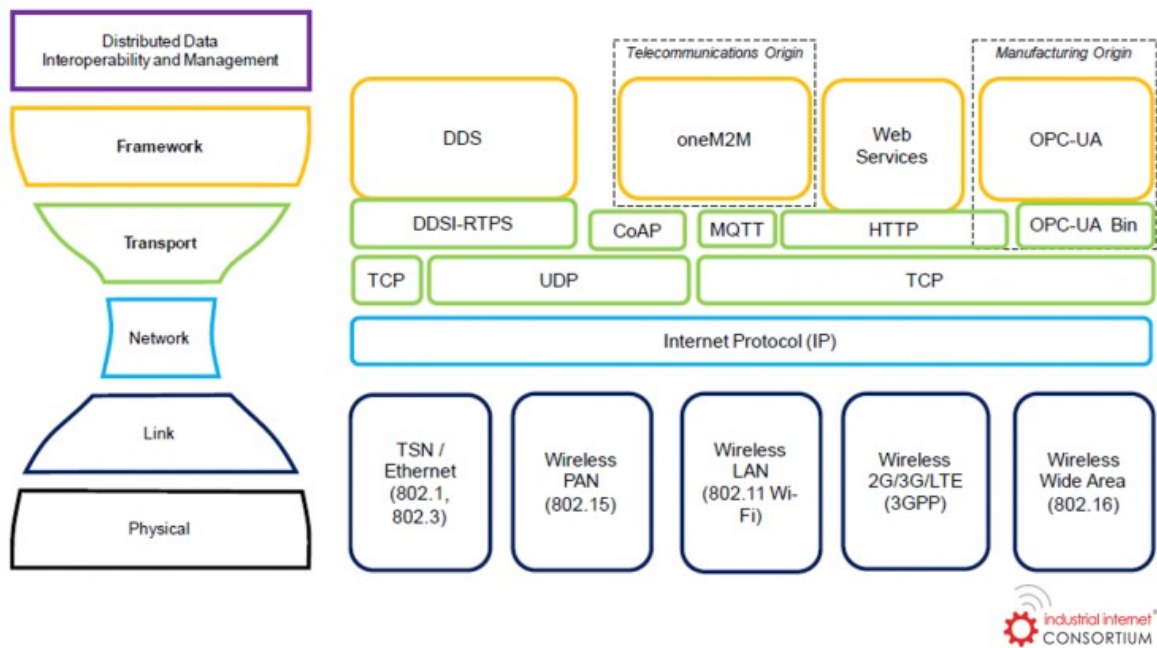 Distributed Data
Interoperability and Management
Telecommunications Origin
Manufacturing Origin
Framework
DDS
oneM2M
Web
Services
OPC-UA
Transport
DDSI-RTPS
CoAP
MQTT
HTTP
OPC-UA Bin
TCP
UDP
TCP
Network
Internet Protocol (IP)
Link
Physical
TSN /
Ethernet
(802.1,
802.3)
Wireless
PAN
(802.15)
Wireless
LAN
(802.11 Wi-
Fi)
Wireless
2G/3G/LTE
(3GPP)
Wireless
Wide Area
(802.16)
industrial internet
CONSORTIUM